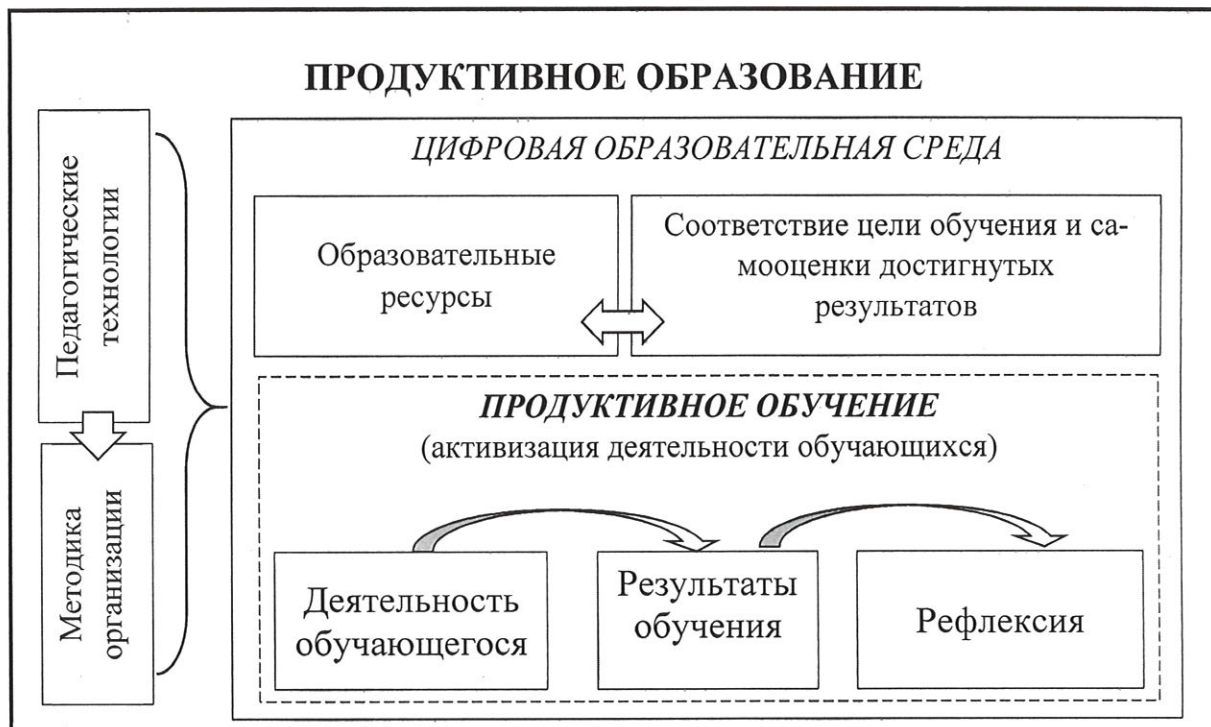 ПРОДУКТИВНОЕ ОБРАЗОВАНИЕ
Педагогические
технологии
Методика
организации
ЦИФРОВАЯ ОБРАЗОВАТЕЛЬНАЯ СРЕДА
Образовательные
ресурсы
Соответствие цели обучения и са-
мооценки достигнутых
результатов
ПРОДУКТИВНОЕ ОБУЧЕНИЕ
(активизация деятельности обучающихся)
Деятельность
обучающегося
Результаты
обучения
Рефлексия